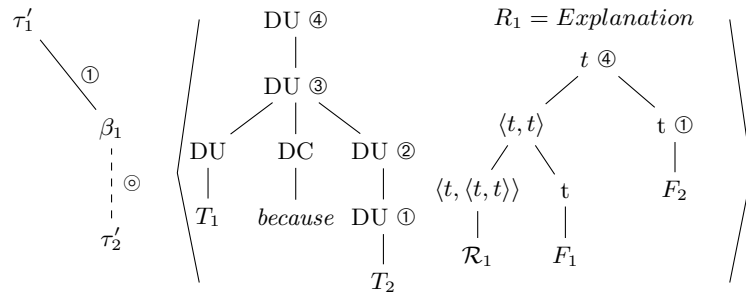 τ′₁
①
β₁
⊚
τ′₂
DU ④
DU ③
DU DC DU ②
T₁ because DU ①
T₂
R₁ = Explanation
t ④
⟨t, t⟩ t ①
⟨t, ⟨t, t⟩⟩ t F₂
ℛ₁ F₁